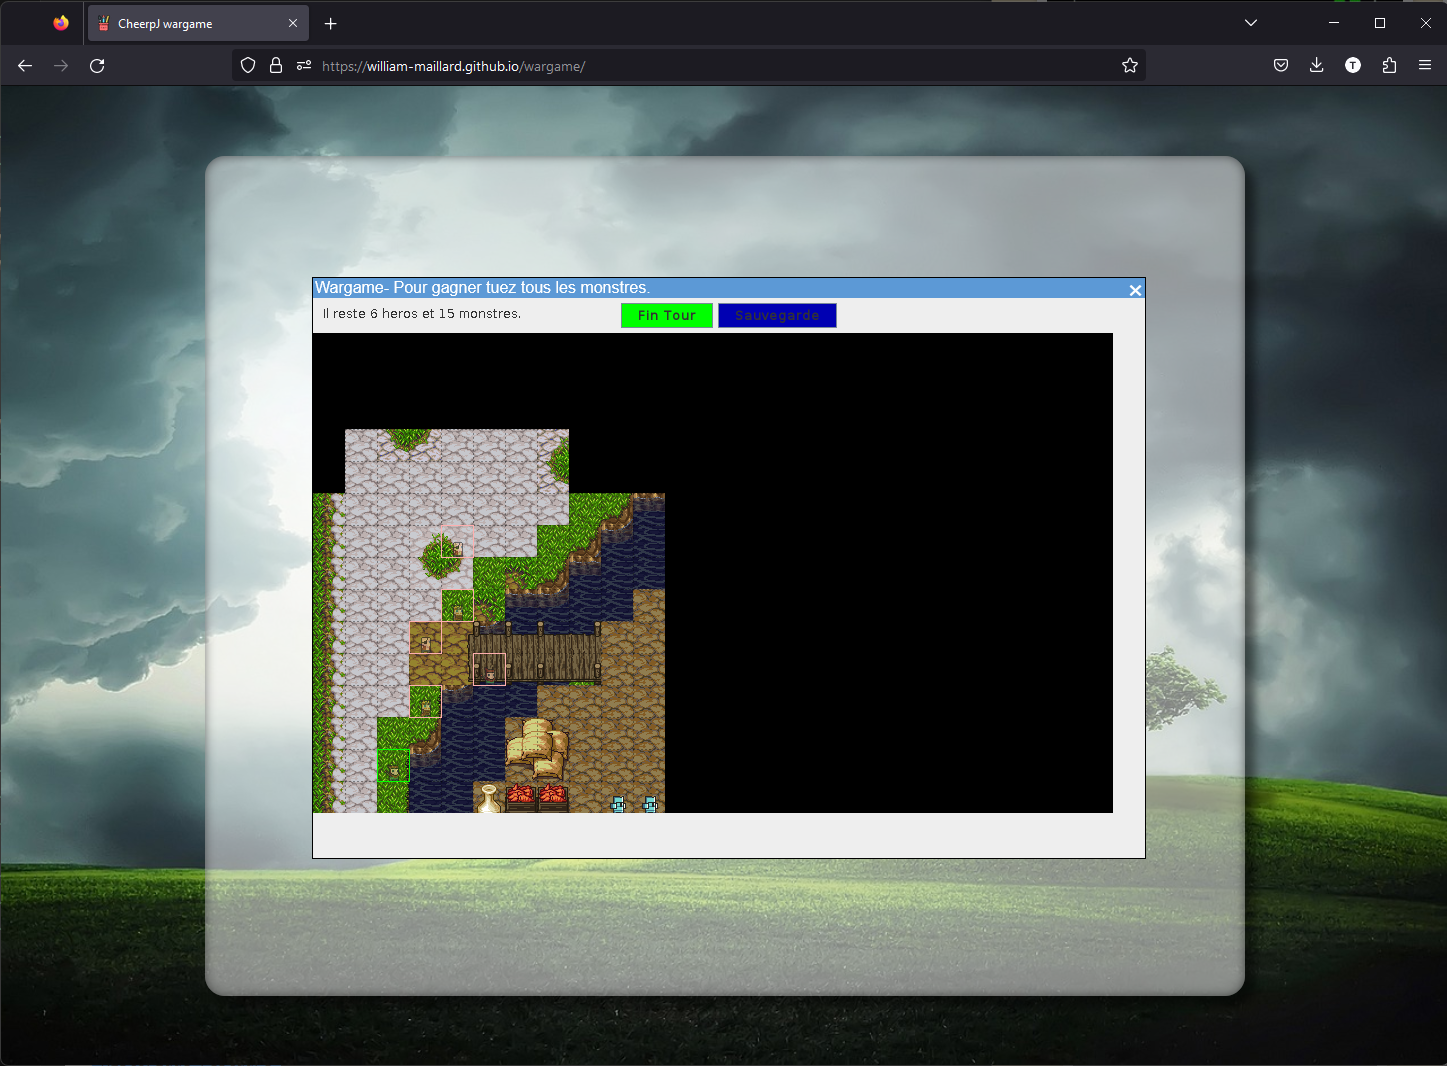 CheerpJ wargame
https://william-maillard.github.io/wargame/
T
Wargame- Pour gagner tuez tous les monstres.
Il reste 6 heros et 15 monstres.
Fin Tour
Sauvegarde